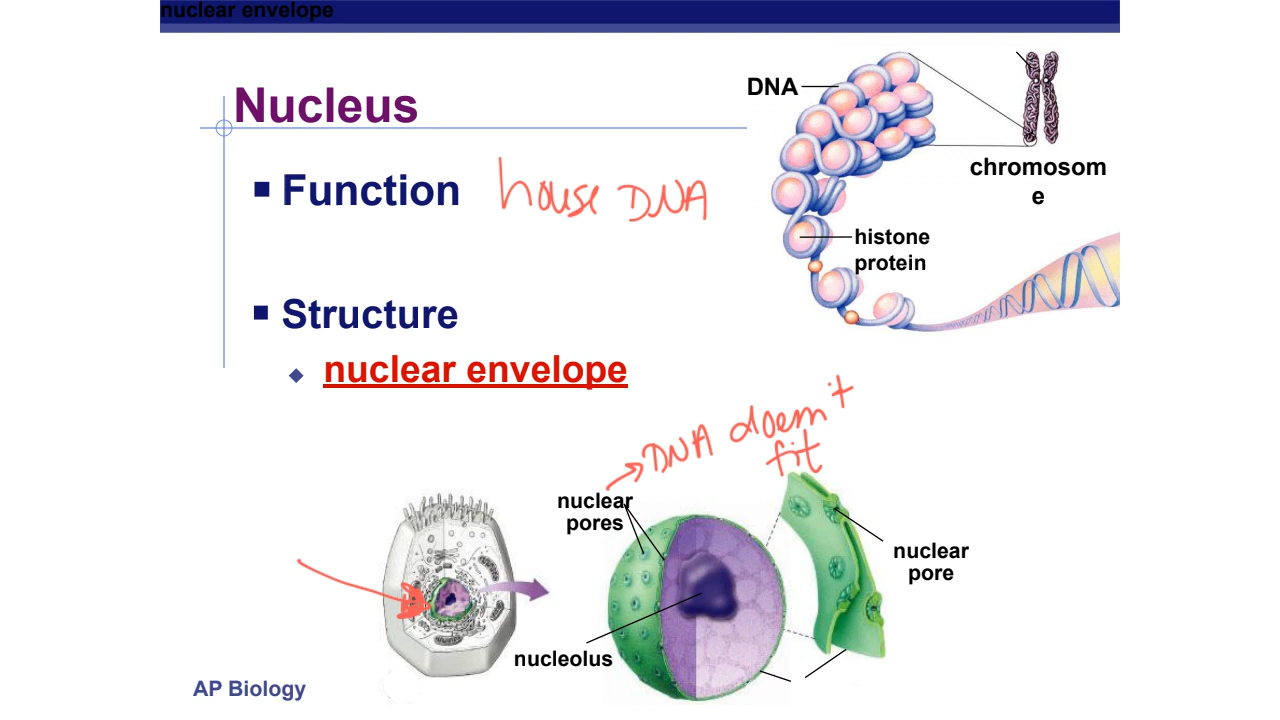 nuclear envelope
Nucleus
DNA
chromosom
e
Function house DNA
histone
protein
Structure
nuclear envelope
DNA doesn't
fit
nuclear
pores
nuclear
pore
nucleolus
AP Biology